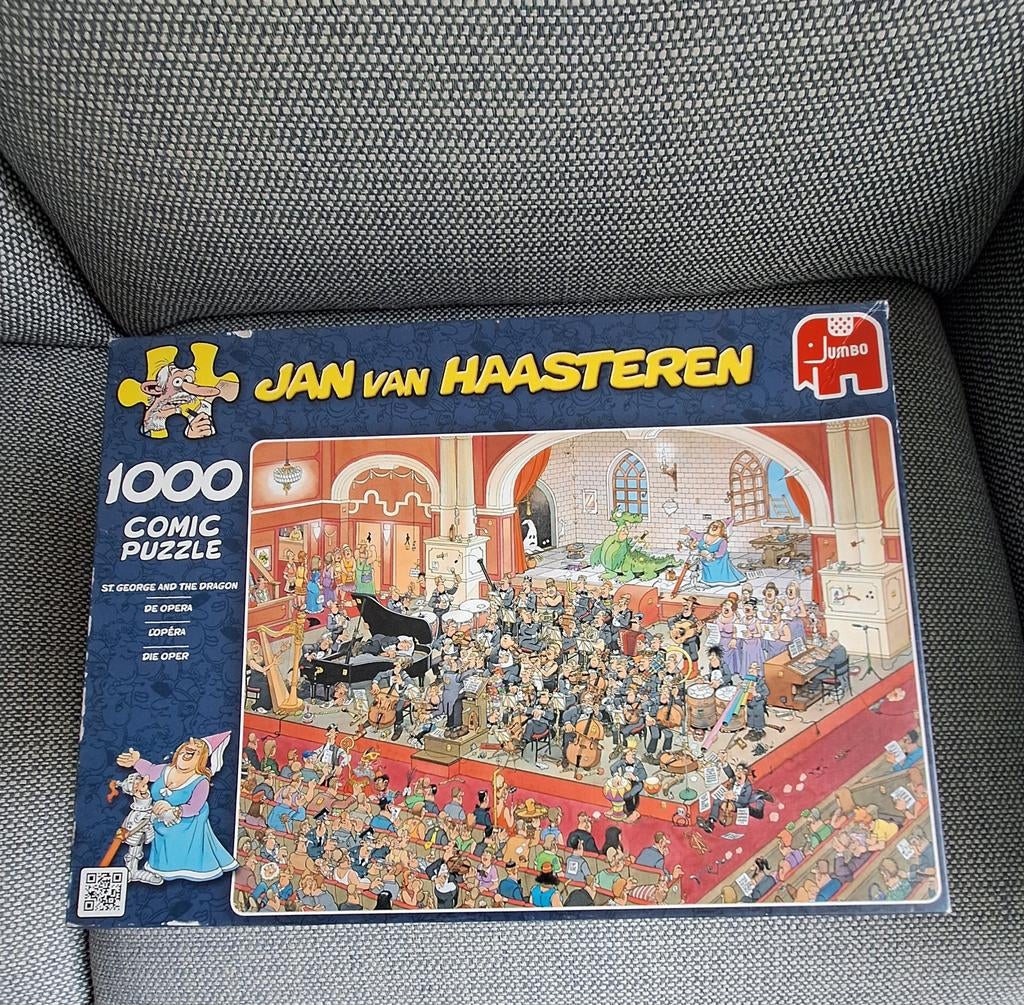 JAN VAN HAASTEREN
JUMBO
1000
COMIC
PUZZLE
ST. GEORGE AND THE DRAGON
DE OPERA
L'OPÉRA
DIE OPER